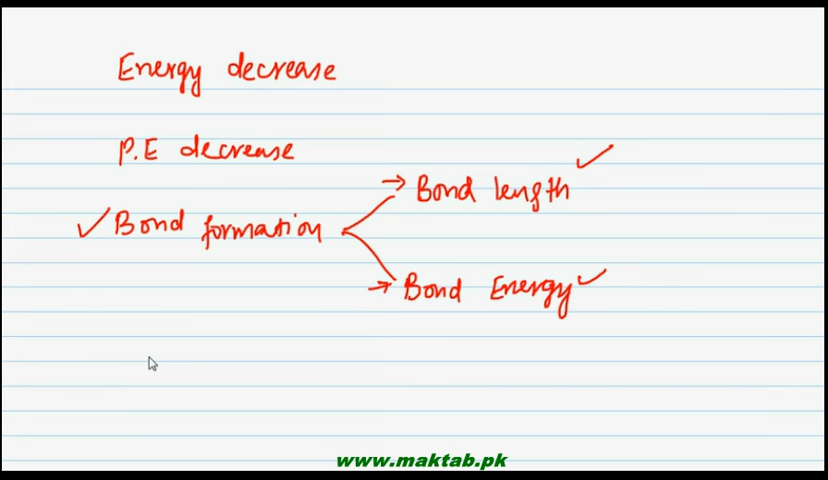 Energy decrease
P.E decrease
→ Bond length ✓
✓ Bond formation
→ Bond Energy ✓
www.maktab.pk